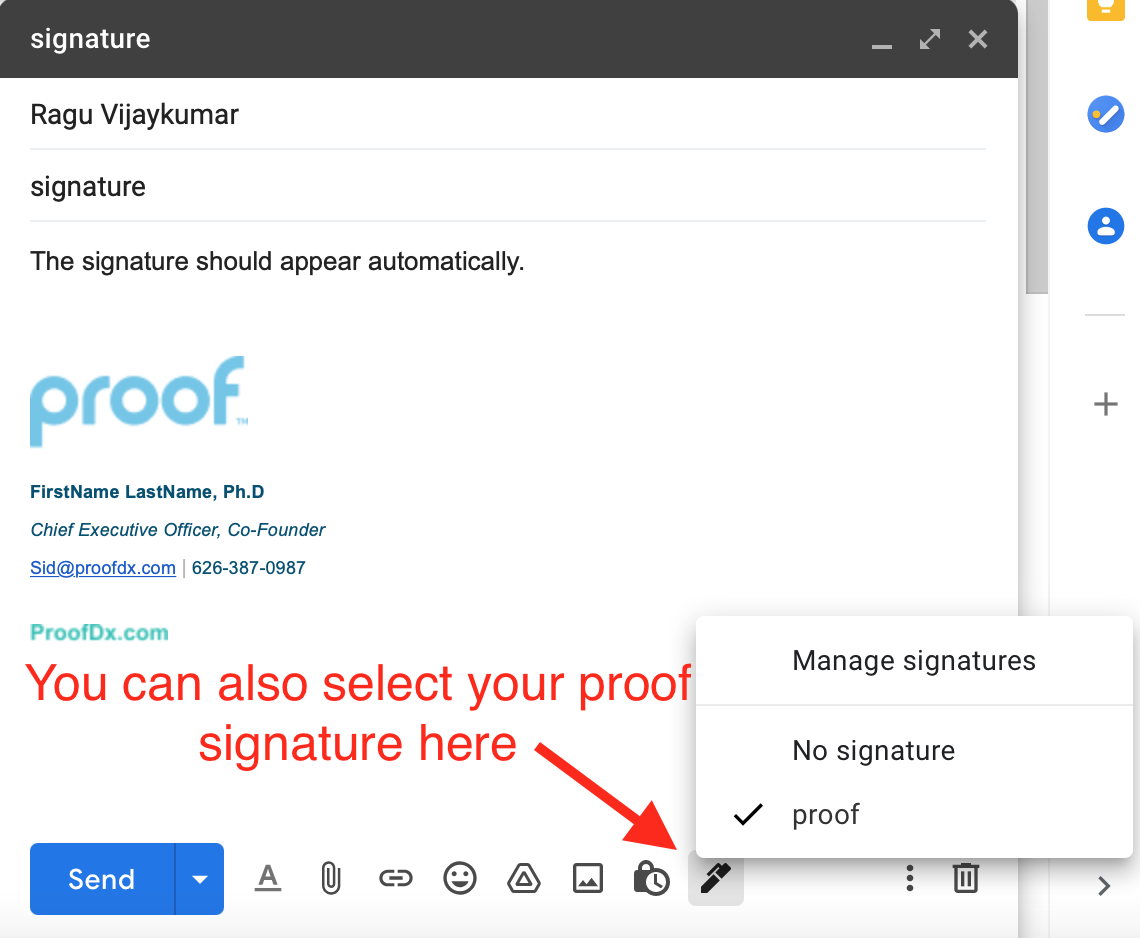 signature
Ragu Vijaykumar
signature
The signature should appear automatically.
proof™
FirstName LastName, Ph.D
Chief Executive Officer, Co-Founder
Sid@proofdx.com | 626-387-0987
ProofDx.com
You can also select your proof
signature here
Manage signatures
No signature
proof
Send